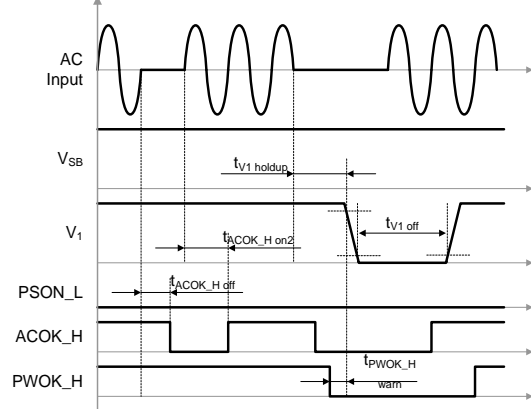 AC
Input
V_SB
t_V1 holdup
V_1
t_V1 off
t_ACOK_H on2
PSON_L
t_ACOK_H off
ACOK_H
t_PWOK_H
warn
PWOK_H